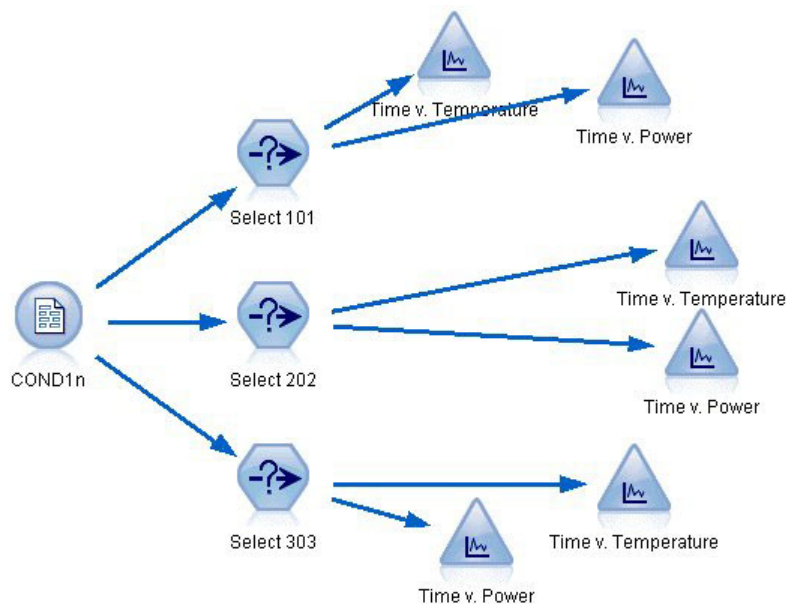 Time v. Temperature
Time v. Power
Select 101
Time v. Temperature
COND1n
Select 202
Time v. Power
Select 303
Time v. Temperature
Time v. Power